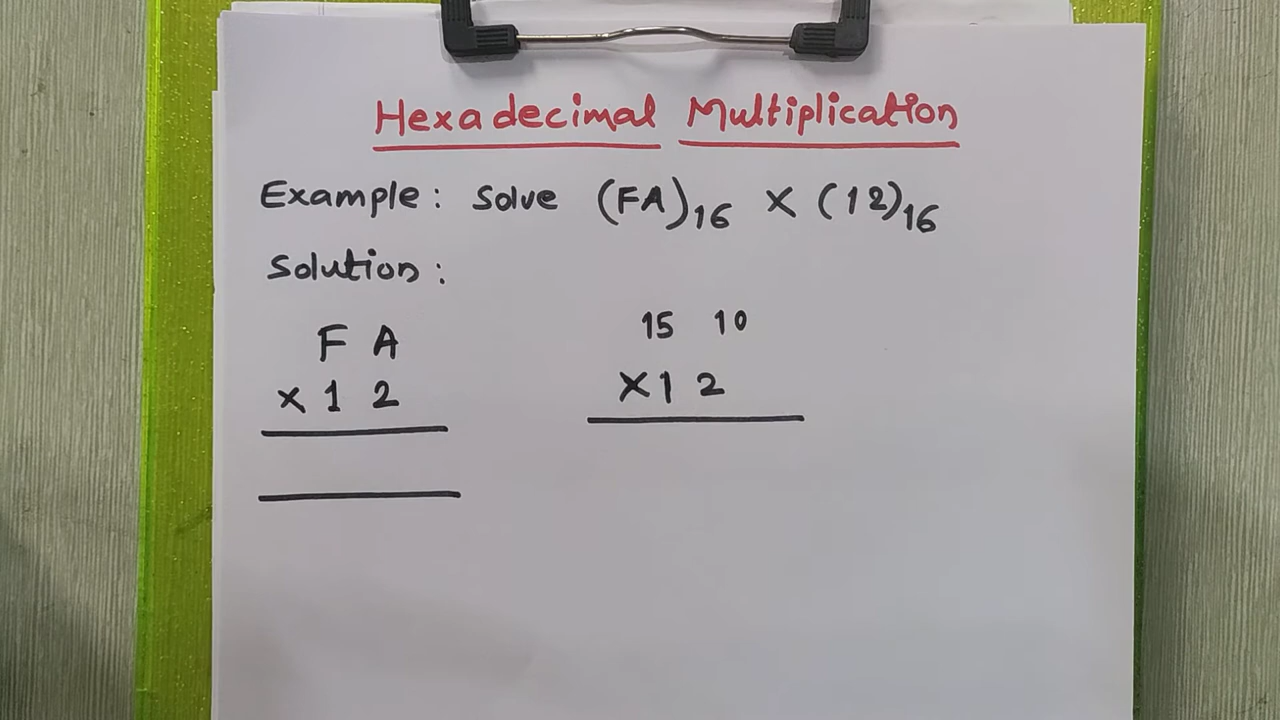 Hexadecimal Multiplication
Example: Solve (FA)₁₆ × (12)₁₆
Solution:
F A
× 1 2
15 10
× 1 2